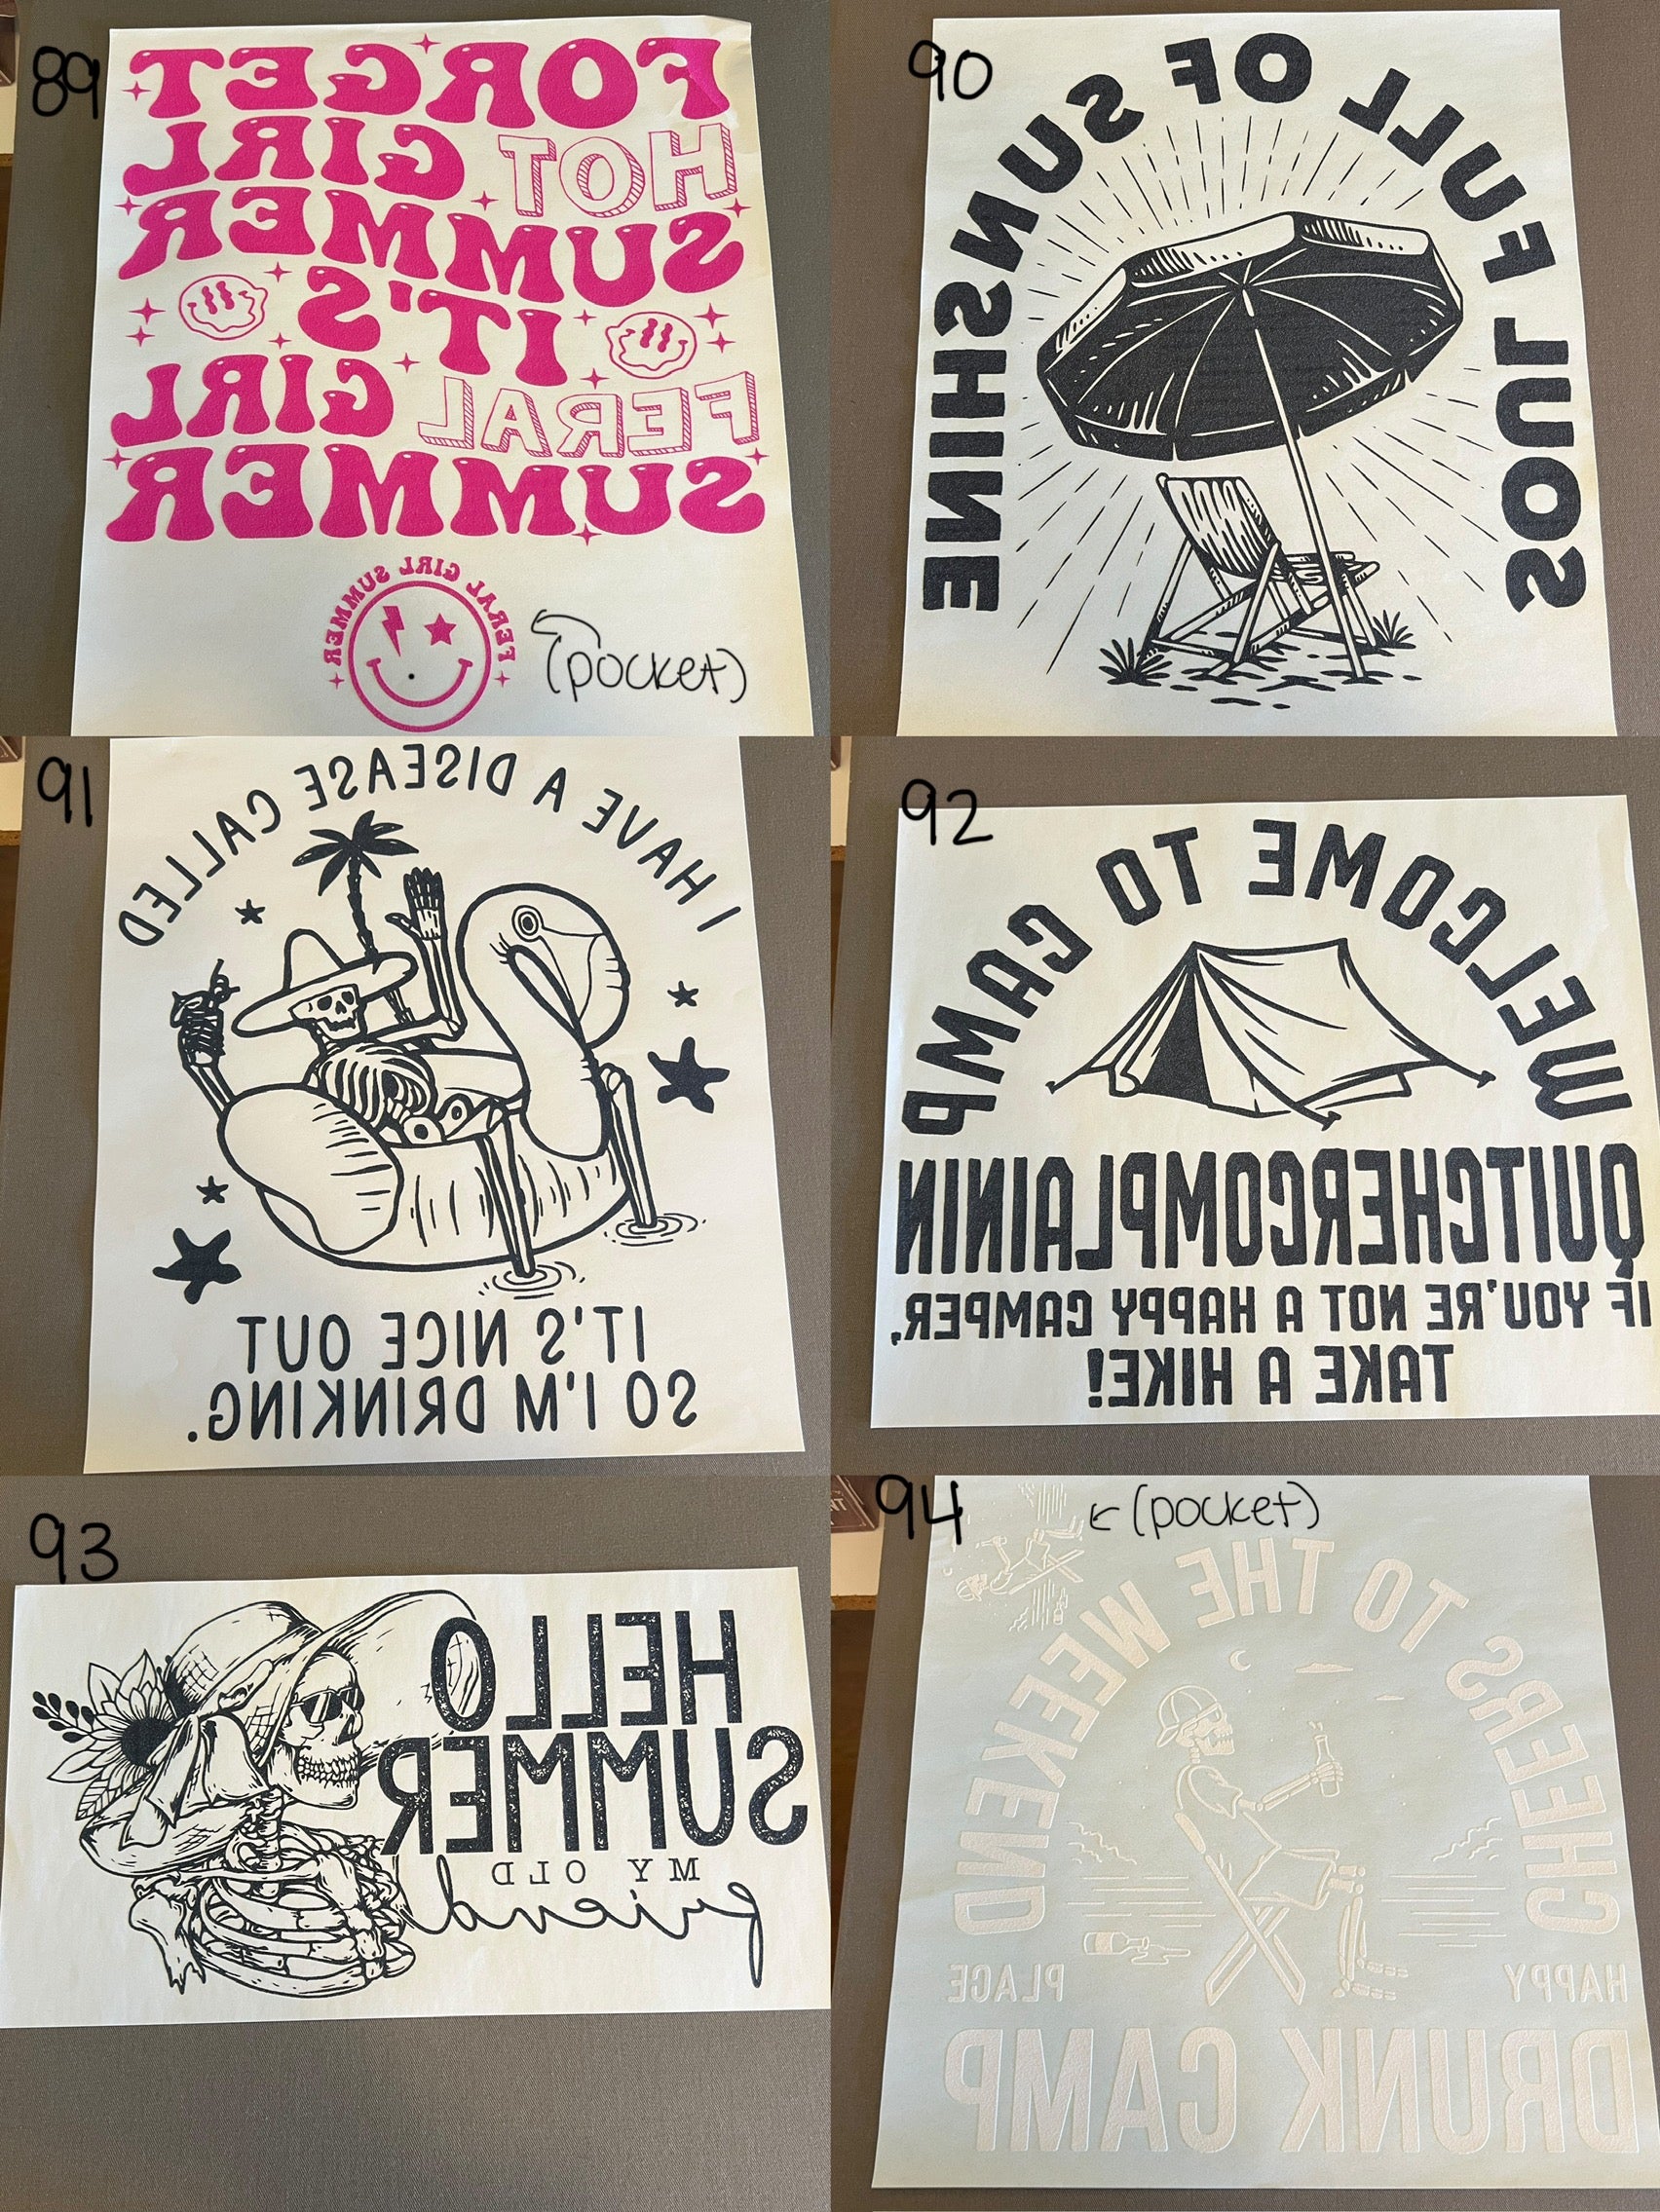 89
FORGET
HOT GIRL
SUMMER
IT'S
FERAL GIRL
SUMMER
FERAL GIRL SUMMER
(pocket)
90
SOUL FULL OF SUNSHINE
91
I HAVE A DISEASE CALLED
IT'S NICE OUT
SO I'M DRINKING.
92
WELCOME TO CAMP
QUITCHERCOMPLAININ
IF YOU'RE NOT A HAPPY CAMPER,
TAKE A HIKE!
93
HELLO
SUMMER
MY OLD
friend
94
(pocket)
CHEERS TO THE WEEKEND
HAPPY PLACE
DRUNK CAMP